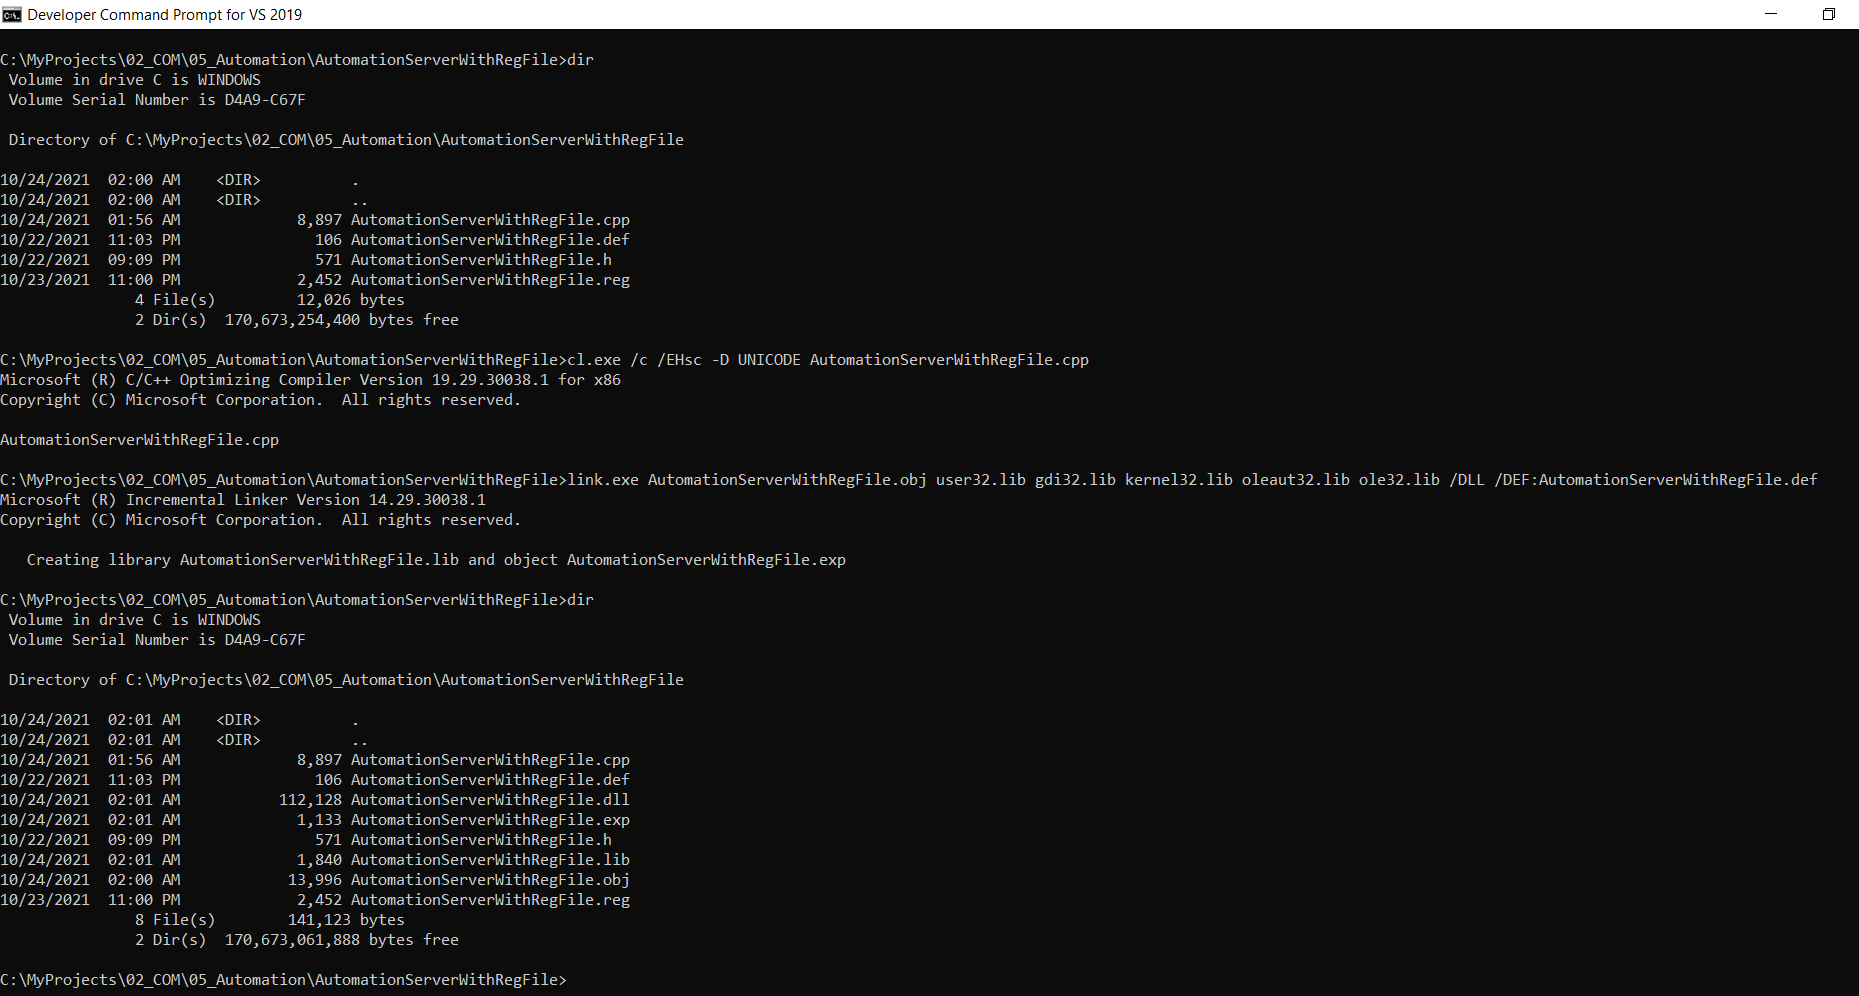 Developer Command Prompt for VS 2019
C:\MyProjects\02_COM\05_Automation\AutomationServerWithRegFile>dir
 Volume in drive C is WINDOWS
 Volume Serial Number is D4A9-C67F
 Directory of C:\MyProjects\02_COM\05_Automation\AutomationServerWithRegFile
10/24/2021  02:00 AM    <DIR>          .
10/24/2021  02:00 AM    <DIR>          ..
10/24/2021  01:56 AM             8,897 AutomationServerWithRegFile.cpp
10/22/2021  11:03 PM               106 AutomationServerWithRegFile.def
10/22/2021  09:09 PM               571 AutomationServerWithRegFile.h
10/23/2021  11:00 PM             2,452 AutomationServerWithRegFile.reg
               4 File(s)         12,026 bytes
               2 Dir(s)  170,673,254,400 bytes free
C:\MyProjects\02_COM\05_Automation\AutomationServerWithRegFile>cl.exe /c /EHsc -D UNICODE AutomationServerWithRegFile.cpp
Microsoft (R) C/C++ Optimizing Compiler Version 19.29.30038.1 for x86
Copyright (C) Microsoft Corporation.  All rights reserved.
AutomationServerWithRegFile.cpp
C:\MyProjects\02_COM\05_Automation\AutomationServerWithRegFile>link.exe AutomationServerWithRegFile.obj user32.lib gdi32.lib kernel32.lib oleaut32.lib ole32.lib /DLL /DEF:AutomationServerWithRegFile.def
Microsoft (R) Incremental Linker Version 14.29.30038.1
Copyright (C) Microsoft Corporation.  All rights reserved.
   Creating library AutomationServerWithRegFile.lib and object AutomationServerWithRegFile.exp
C:\MyProjects\02_COM\05_Automation\AutomationServerWithRegFile>dir
 Volume in drive C is WINDOWS
 Volume Serial Number is D4A9-C67F
 Directory of C:\MyProjects\02_COM\05_Automation\AutomationServerWithRegFile
10/24/2021  02:01 AM    <DIR>          .
10/24/2021  02:01 AM    <DIR>          ..
10/24/2021  01:56 AM             8,897 AutomationServerWithRegFile.cpp
10/22/2021  11:03 PM               106 AutomationServerWithRegFile.def
10/24/2021  02:01 AM           112,128 AutomationServerWithRegFile.dll
10/24/2021  02:01 AM             1,133 AutomationServerWithRegFile.exp
10/22/2021  09:09 PM               571 AutomationServerWithRegFile.h
10/24/2021  02:01 AM             1,840 AutomationServerWithRegFile.lib
10/24/2021  02:00 AM            13,996 AutomationServerWithRegFile.obj
10/23/2021  11:00 PM             2,452 AutomationServerWithRegFile.reg
               8 File(s)        141,123 bytes
               2 Dir(s)  170,673,061,888 bytes free
C:\MyProjects\02_COM\05_Automation\AutomationServerWithRegFile>